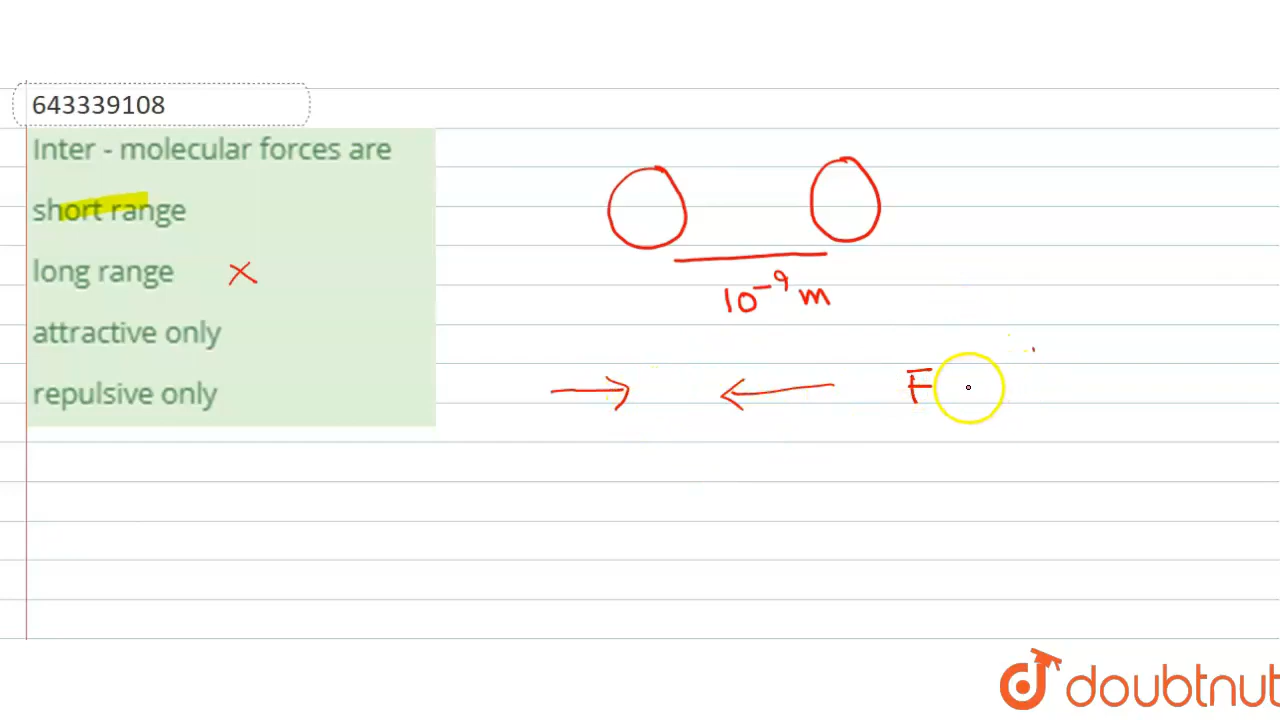 643339108
Inter - molecular forces are
short range
long range ×
attractive only
repulsive only
10⁻⁹ m
F
doubtnut